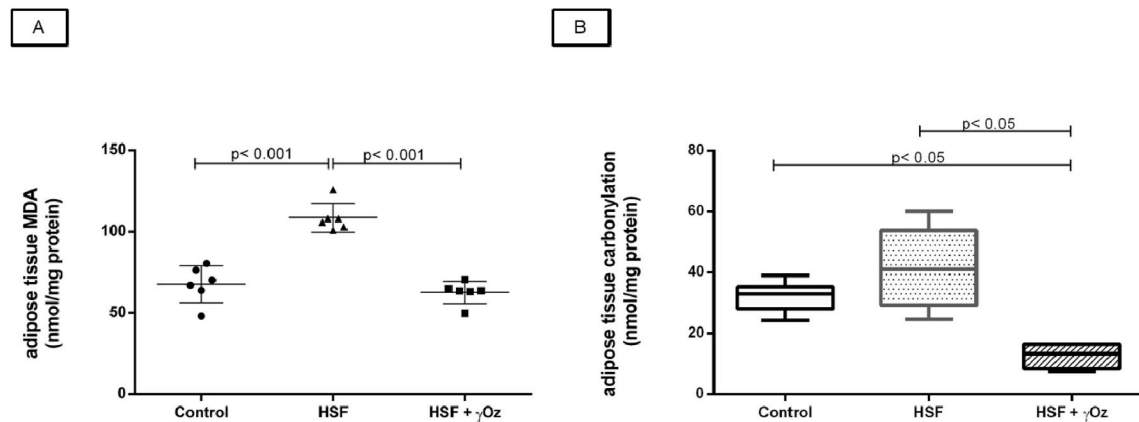 A
B
p< 0.001
p< 0.001
150
100
50
0
adipose tissue MDA
(nmol/mg protein)
Control
HSF
HSF + γOz
p< 0.05
p< 0.05
80
60
40
20
0
adipose tissue carbonylation
(nmol/mg protein)
Control
HSF
HSF + γOz